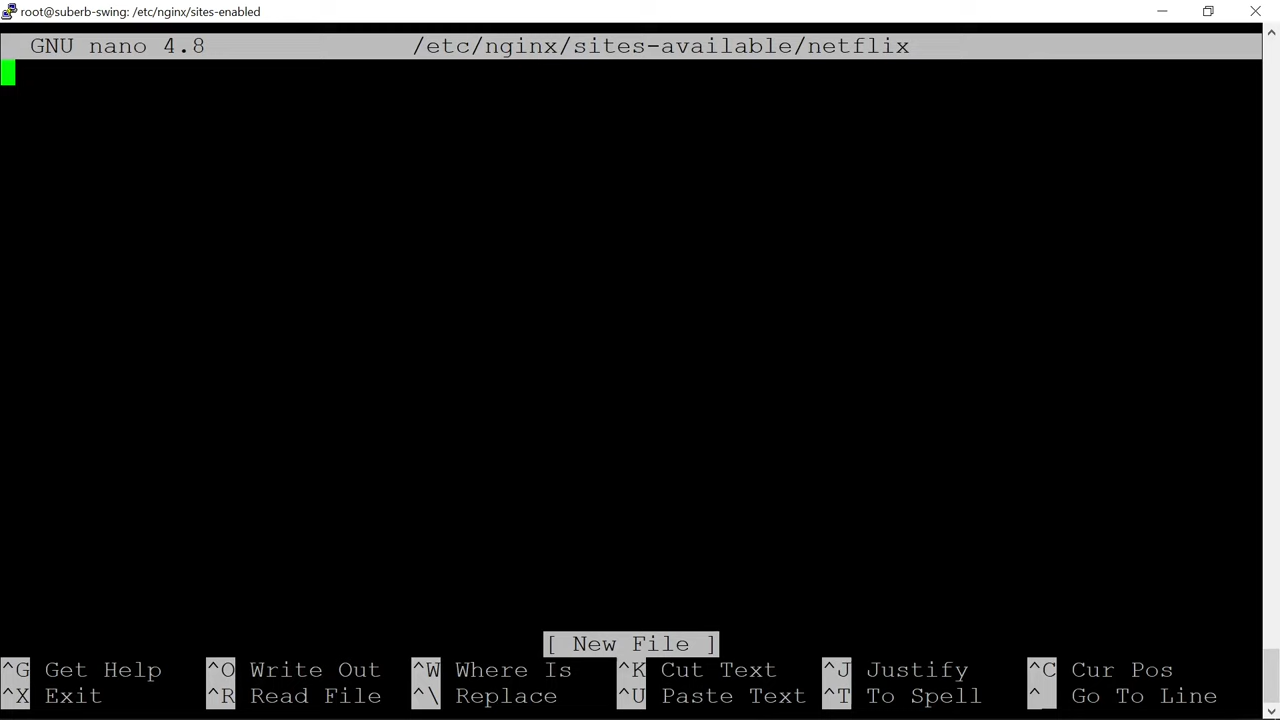 root@suberb-swing: /etc/nginx/sites-enabled
GNU nano 4.8 /etc/nginx/sites-available/netflix
[ New File ]
^G Get Help ^O Write Out ^W Where Is ^K Cut Text ^J Justify ^C Cur Pos
^X Exit ^R Read File ^\ Replace ^U Paste Text ^T To Spell ^_ Go To Line